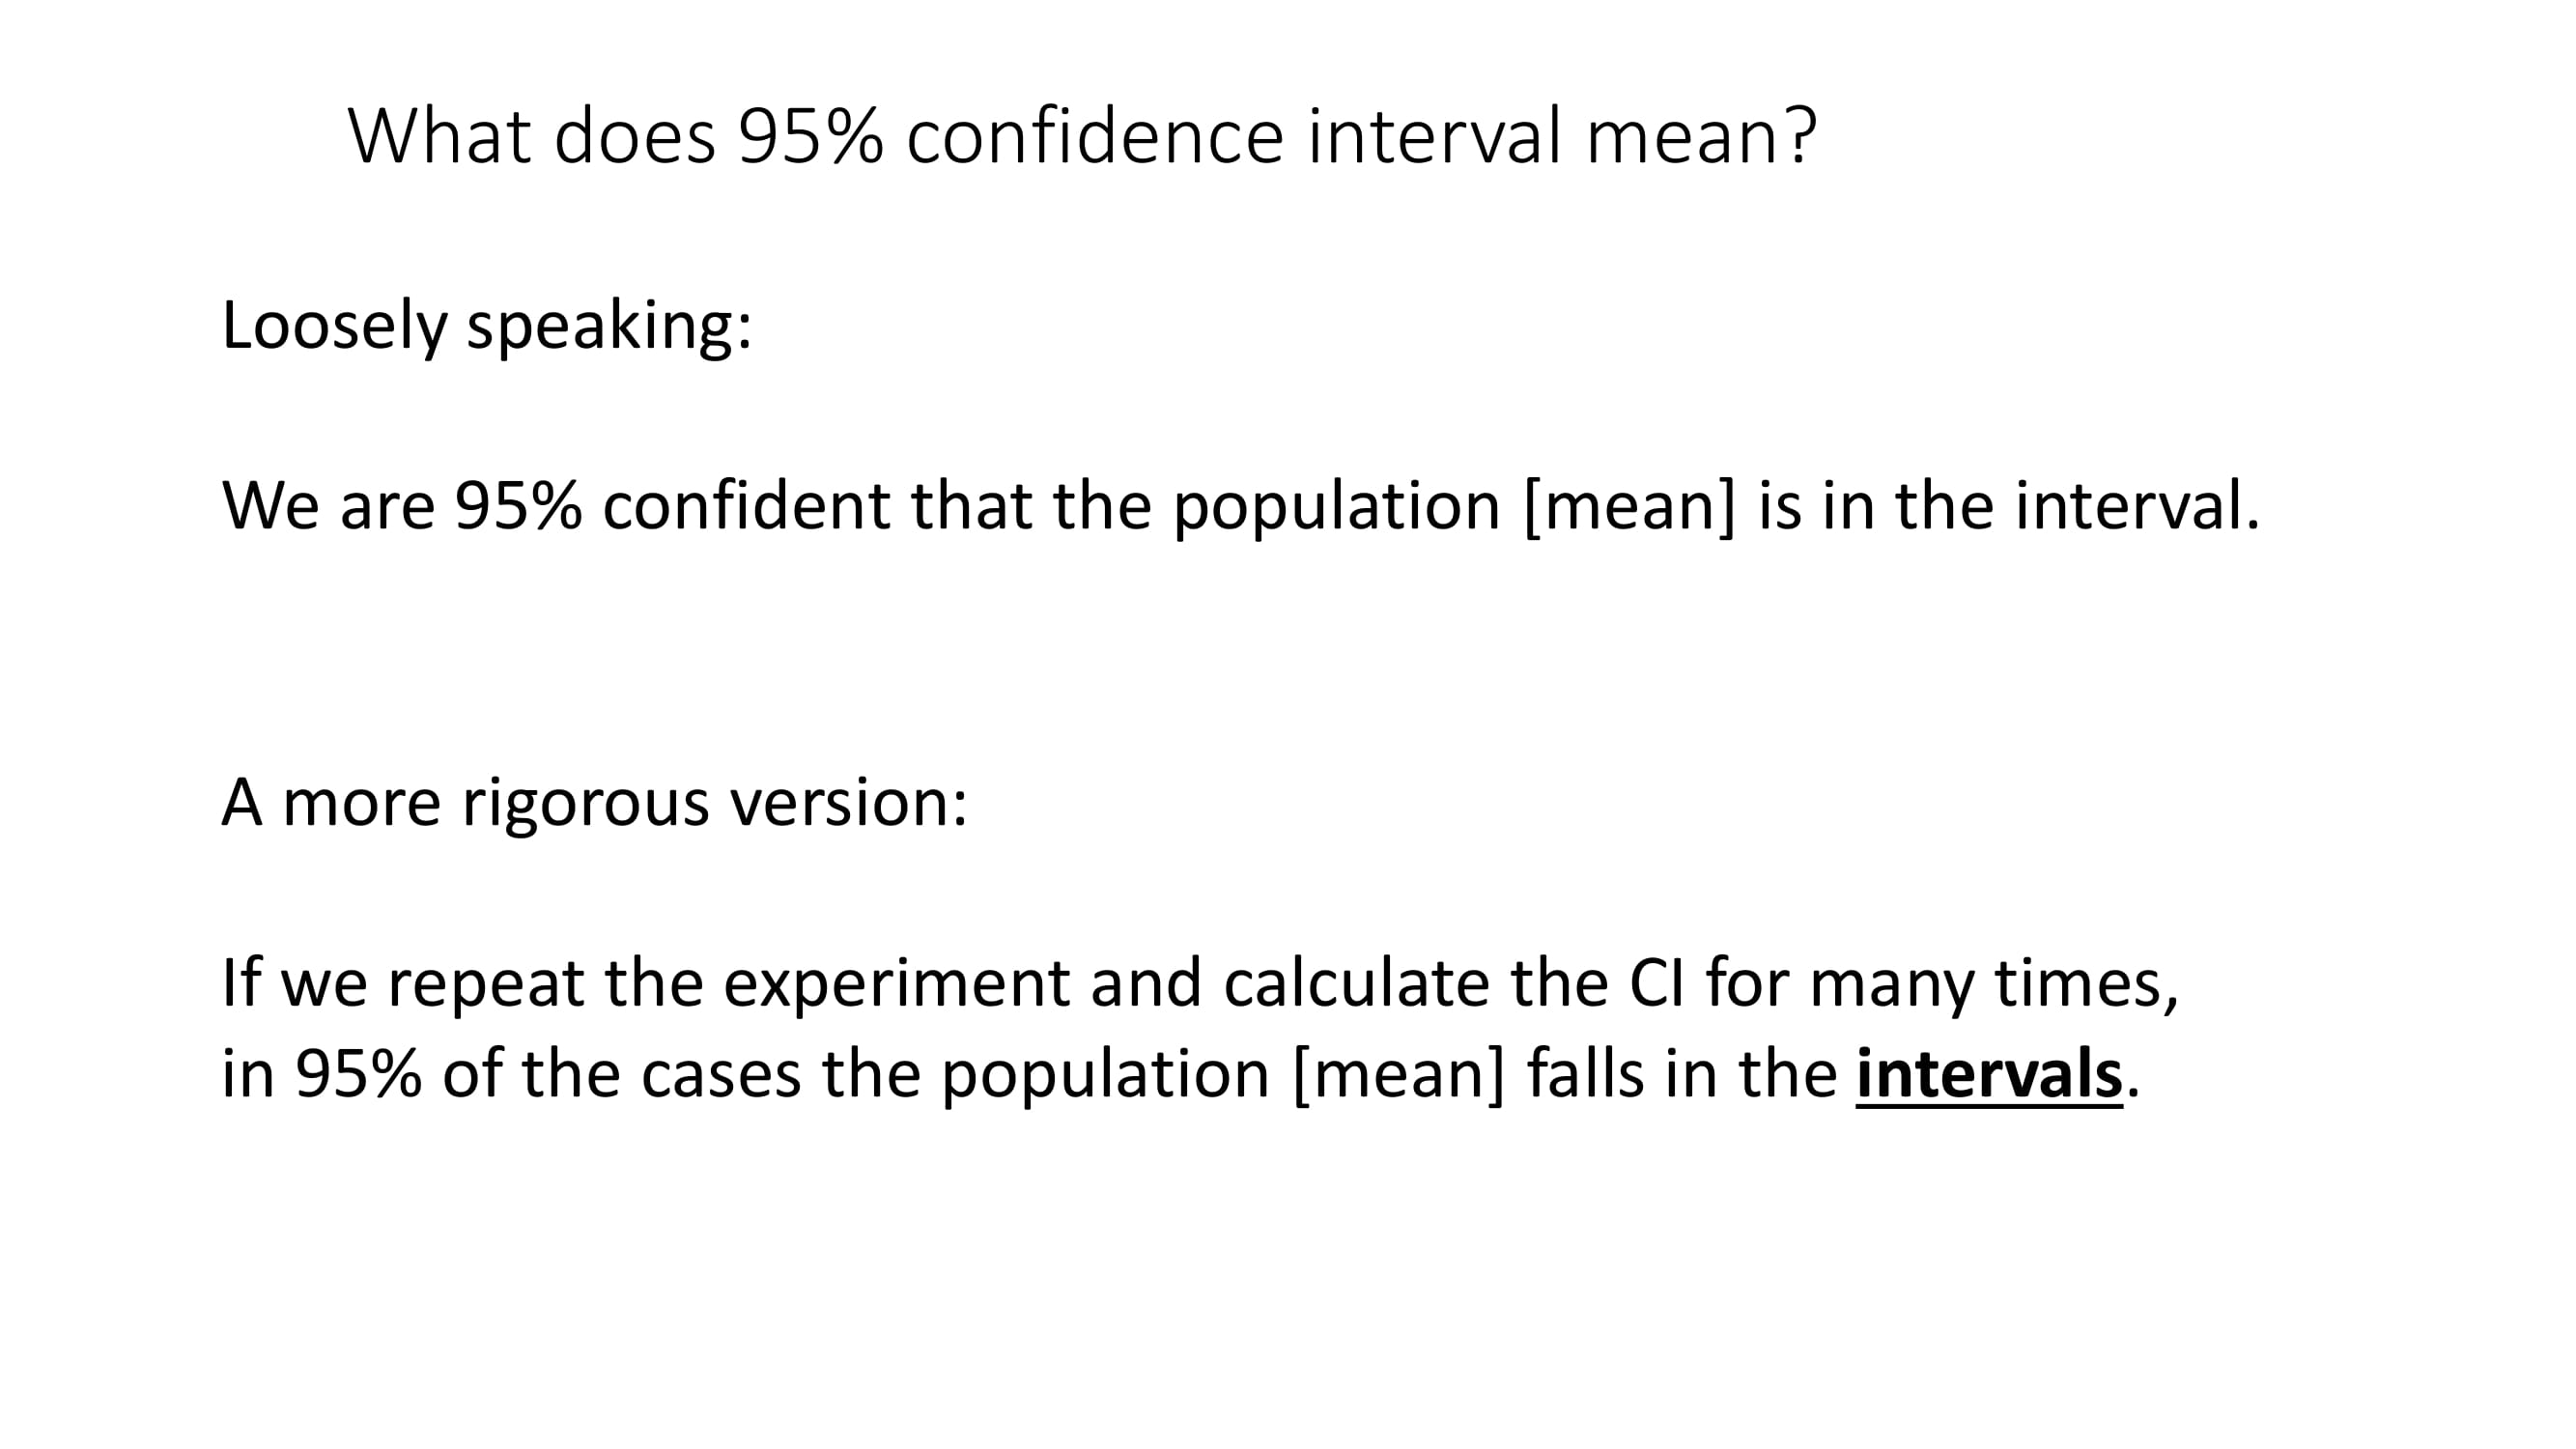 What does 95% confidence interval mean?
Loosely speaking:
We are 95% confident that the population [mean] is in the interval.
A more rigorous version:
If we repeat the experiment and calculate the CI for many times,
in 95% of the cases the population [mean] falls in the intervals.